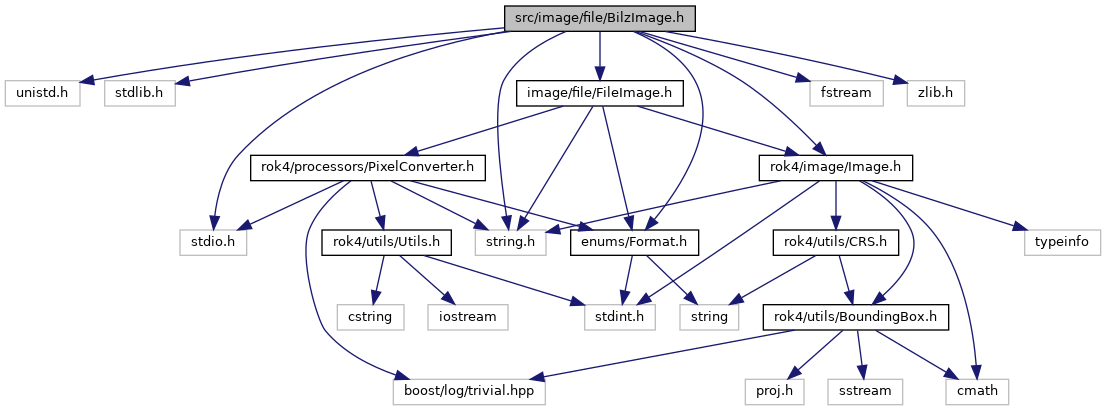 src/image/file/BilzImage.h
unistd.h
stdlib.h
image/file/FileImage.h
fstream
zlib.h
rok4/processors/PixelConverter.h
rok4/image/Image.h
stdio.h
rok4/utils/Utils.h
string.h
enums/Format.h
rok4/utils/CRS.h
typeinfo
cstring
iostream
stdint.h
string
rok4/utils/BoundingBox.h
boost/log/trivial.hpp
proj.h
sstream
cmath